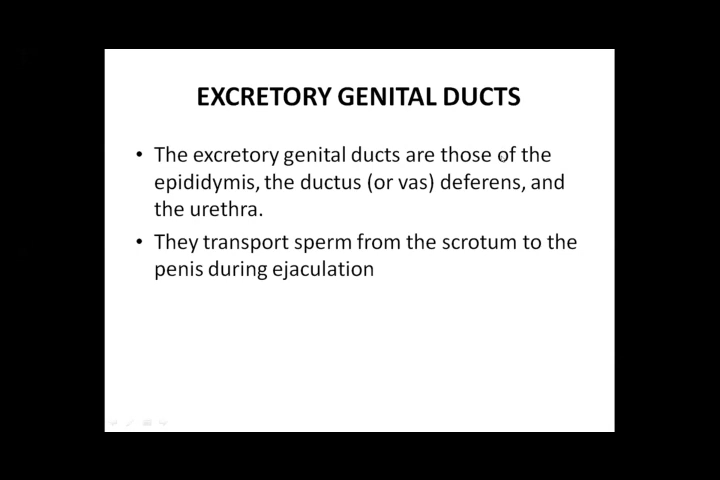 EXCRETORY GENITAL DUCTS
• The excretory genital ducts are those of the
epididymis, the ductus (or vas) deferens, and
the urethra.
• They transport sperm from the scrotum to the
penis during ejaculation